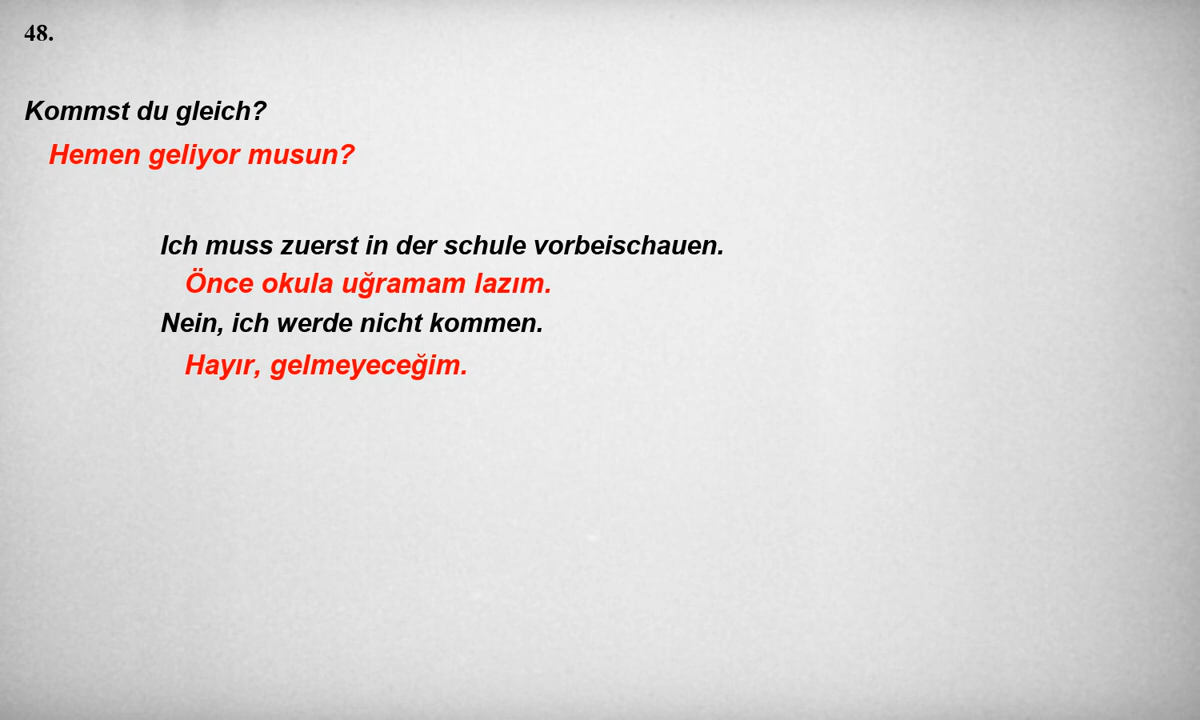 48.
Kommst du gleich?
Hemen geliyor musun?
Ich muss zuerst in der schule vorbeischauen.
Önce okula uğramam lazım.
Nein, ich werde nicht kommen.
Hayır, gelmeyeceğim.